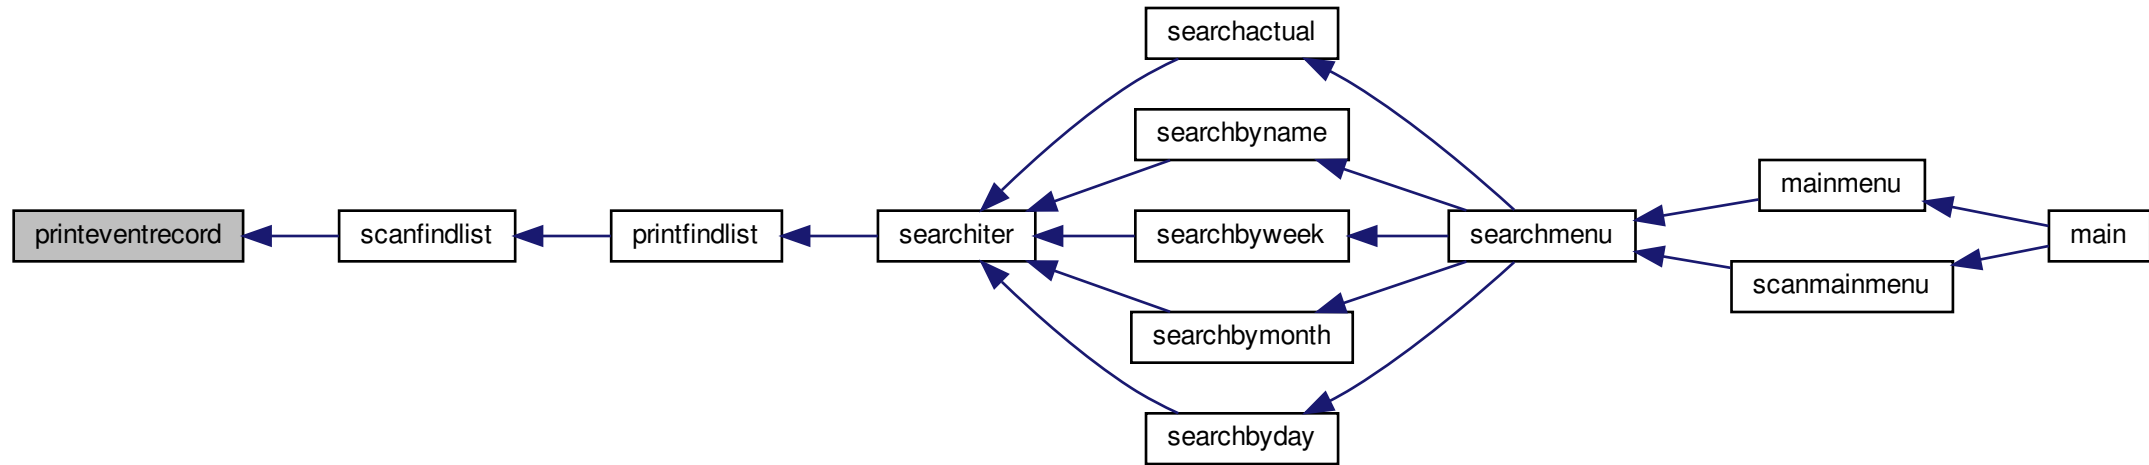 printeventrecord
scanfindlist
printfindlist
searchiter
searchactual
searchbyname
searchbyweek
searchbymonth
searchbyday
searchmenu
mainmenu
scanmainmenu
main